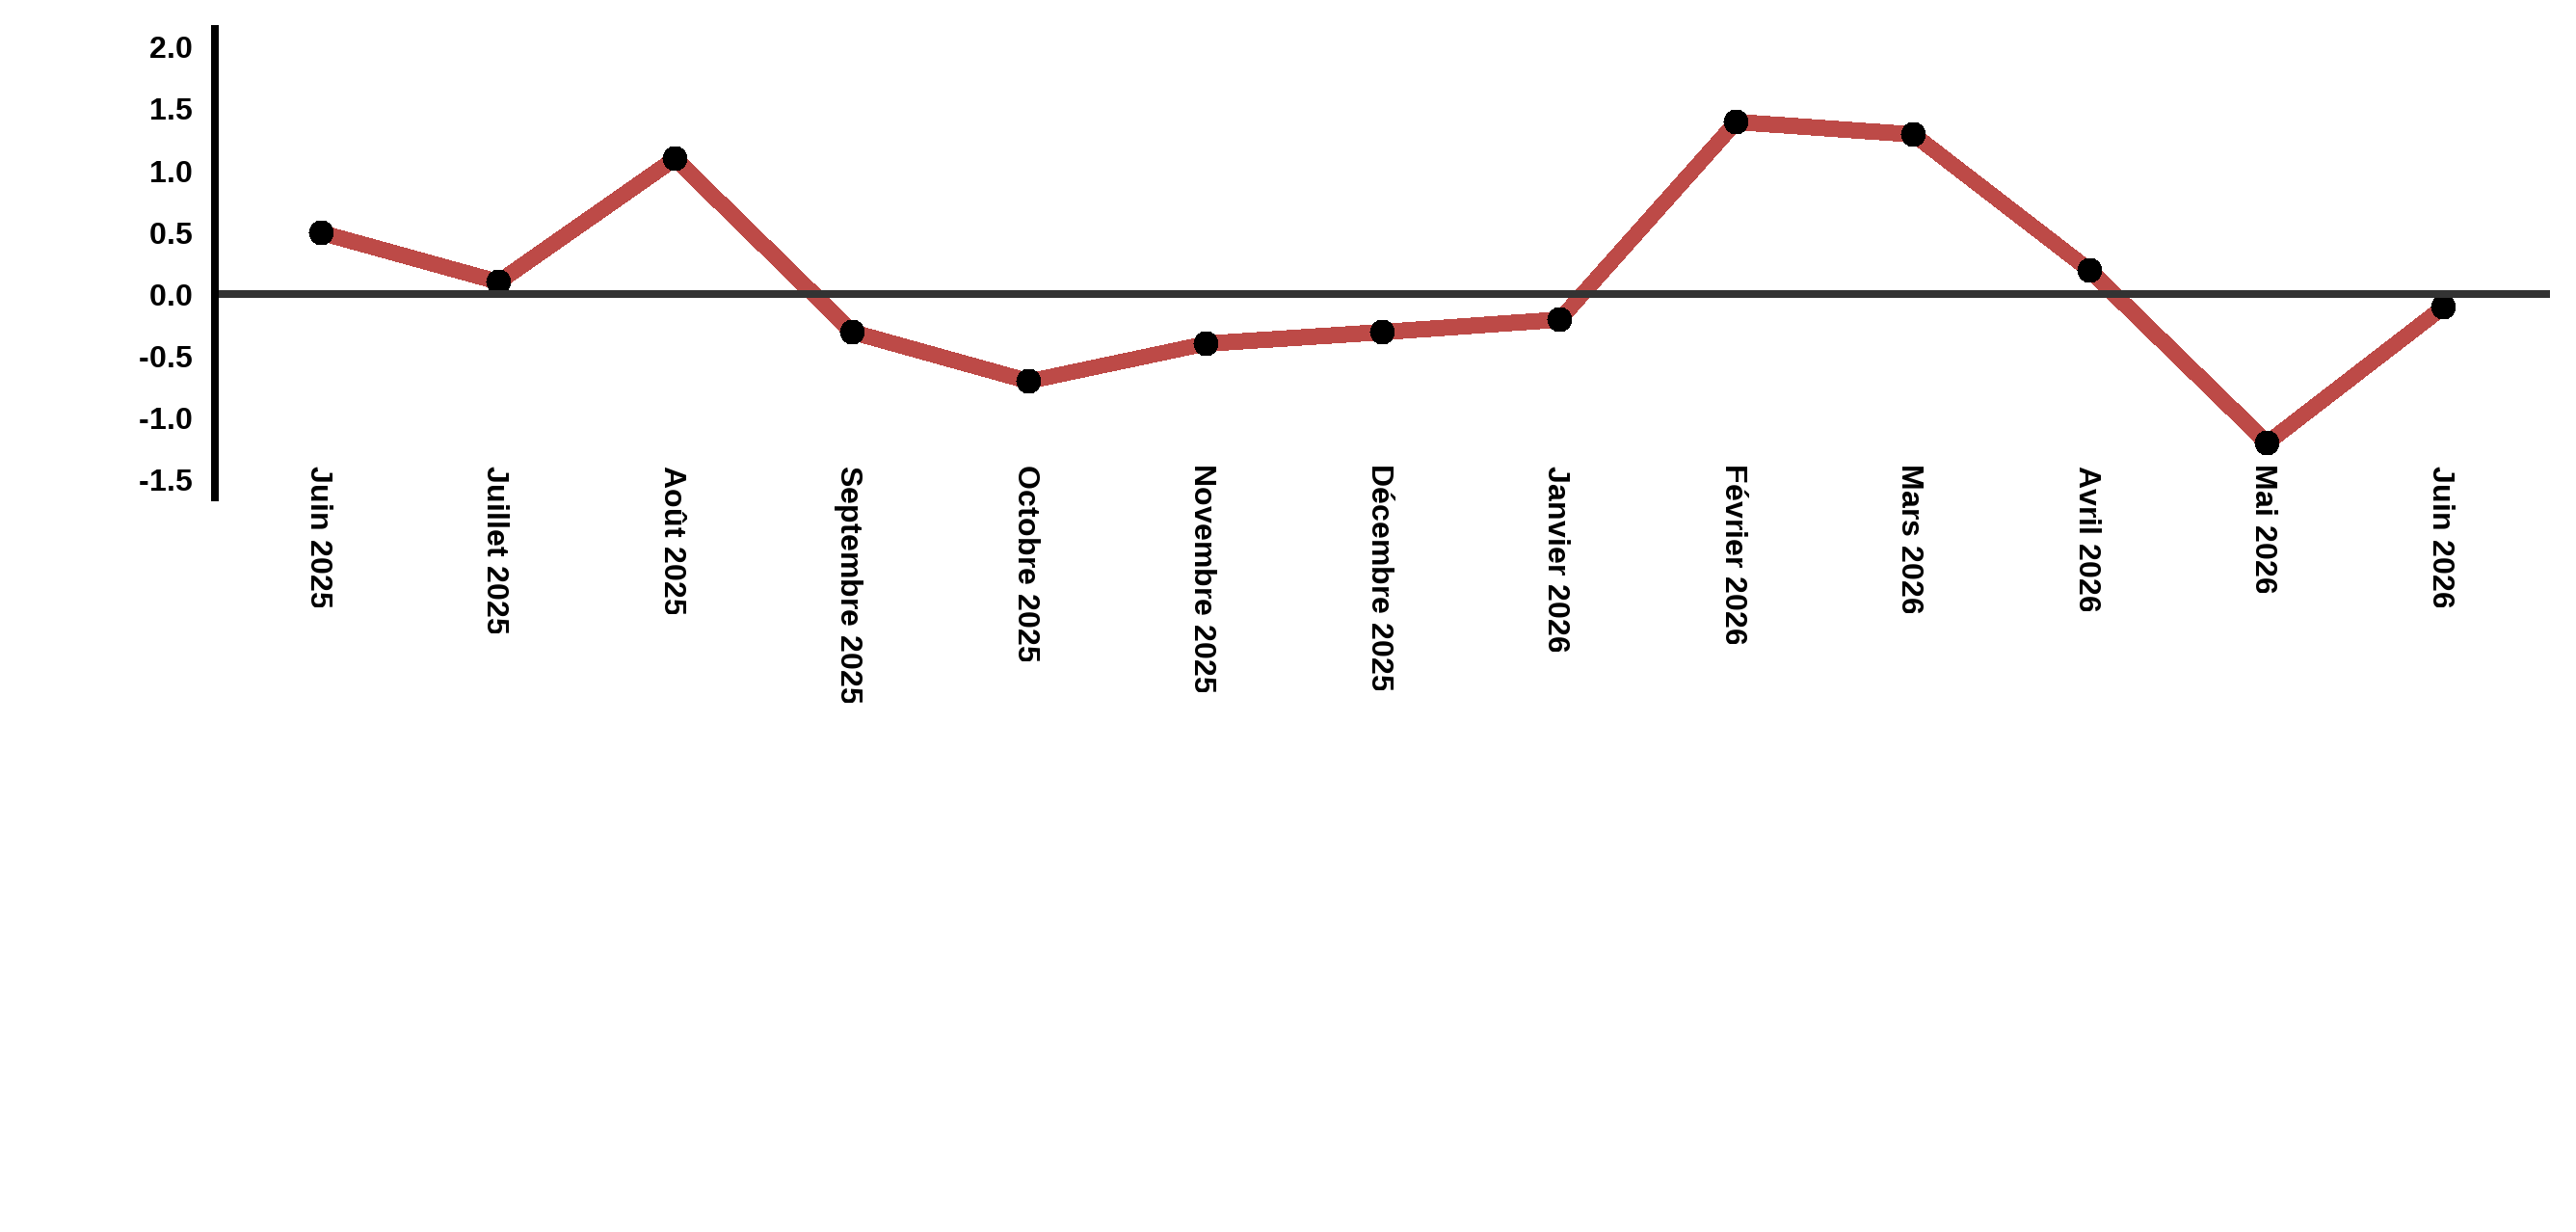 2.0
1.5
1.0
0.5
0.0
-0.5
-1.0
-1.5
Juin 2025
Juillet 2025
Août 2025
Septembre 2025
Octobre 2025
Novembre 2025
Décembre 2025
Janvier 2026
Février 2026
Mars 2026
Avril 2026
Mai 2026
Juin 2026